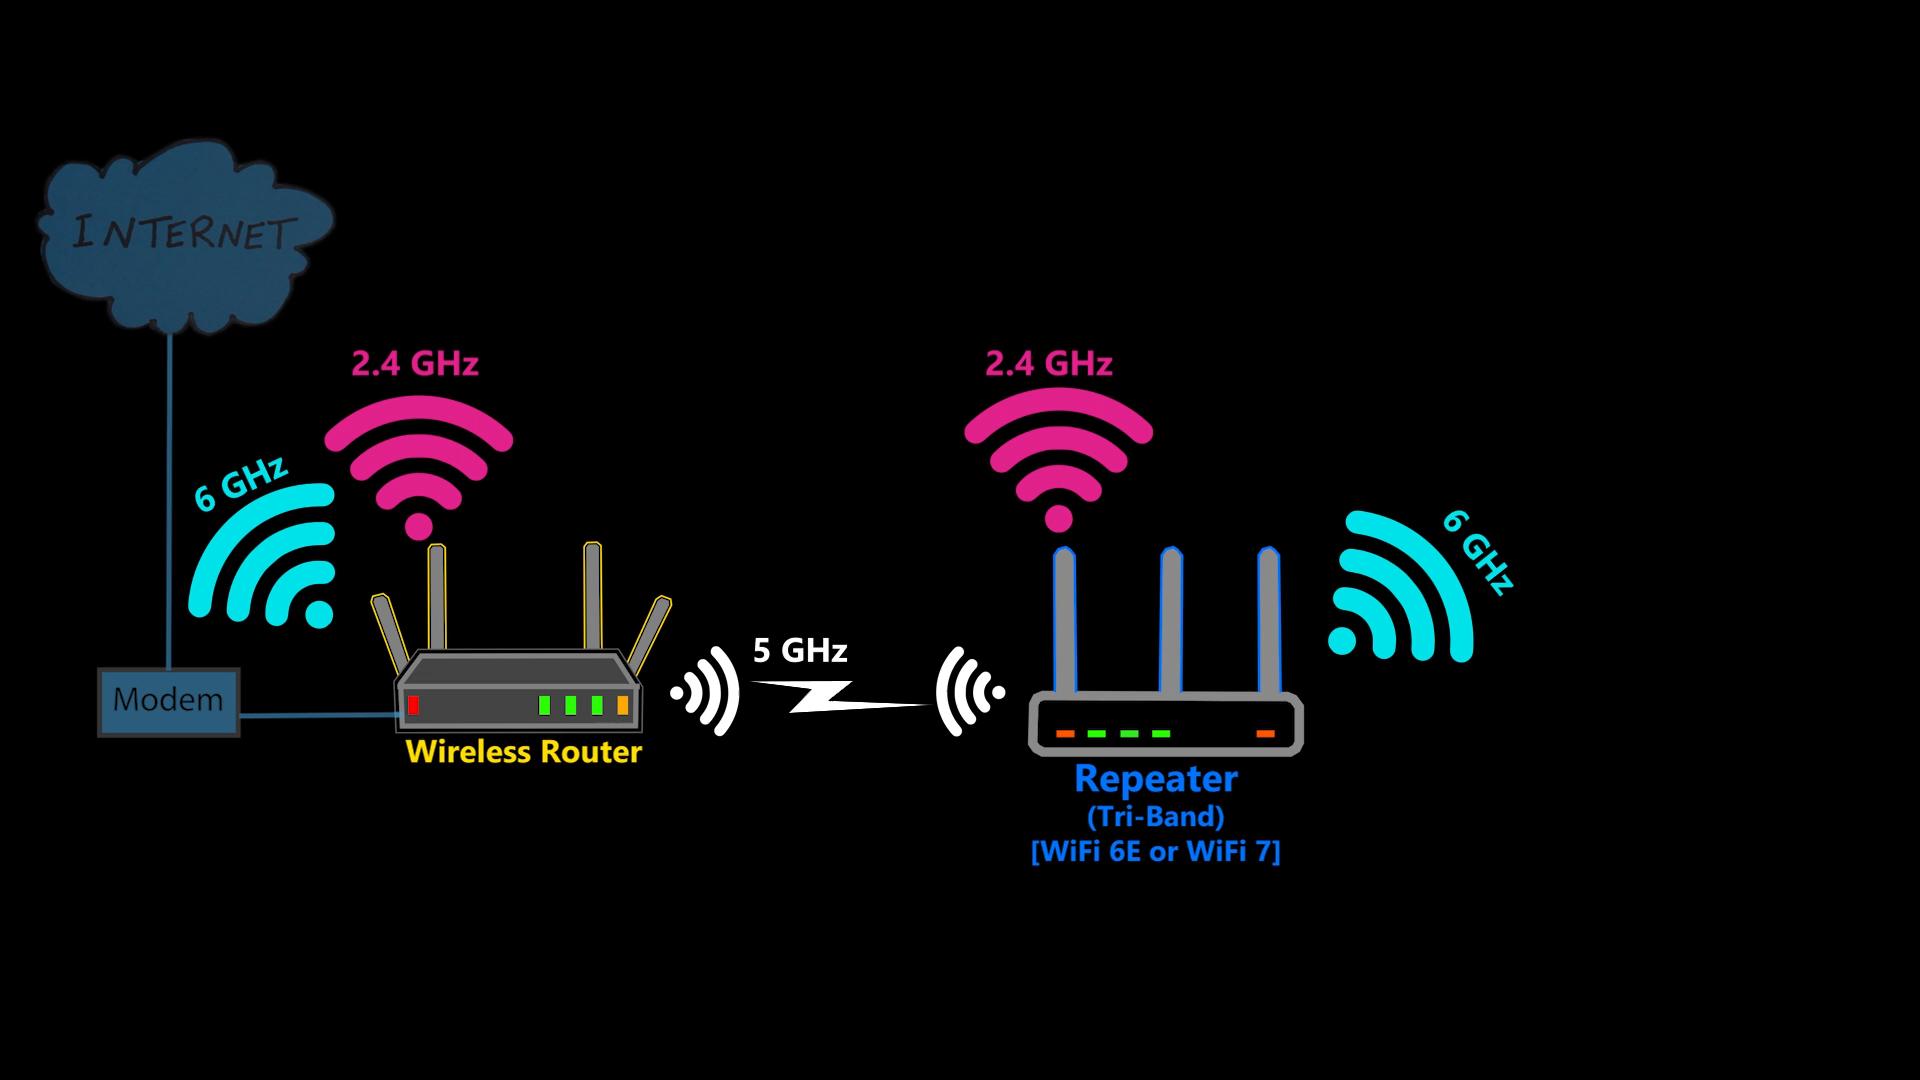 INTERNET
2.4 GHz
2.4 GHz
6 GHz
6 GHz
5 GHz
Modem
Wireless Router
Repeater
(Tri-Band)
[WiFi 6E or WiFi 7]